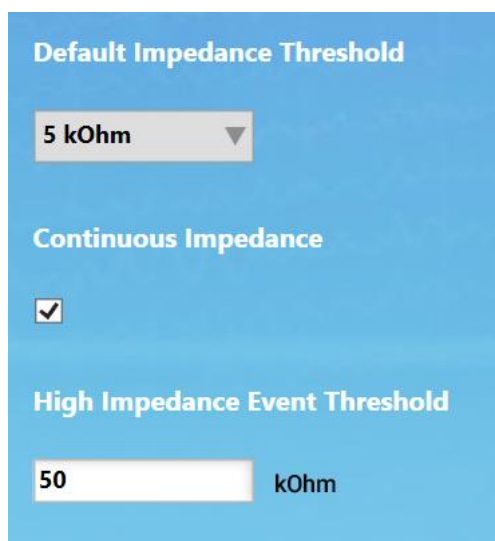 Default Impedance Threshold
5 kOhm
Continuous Impedance
High Impedance Event Threshold
50 kOhm